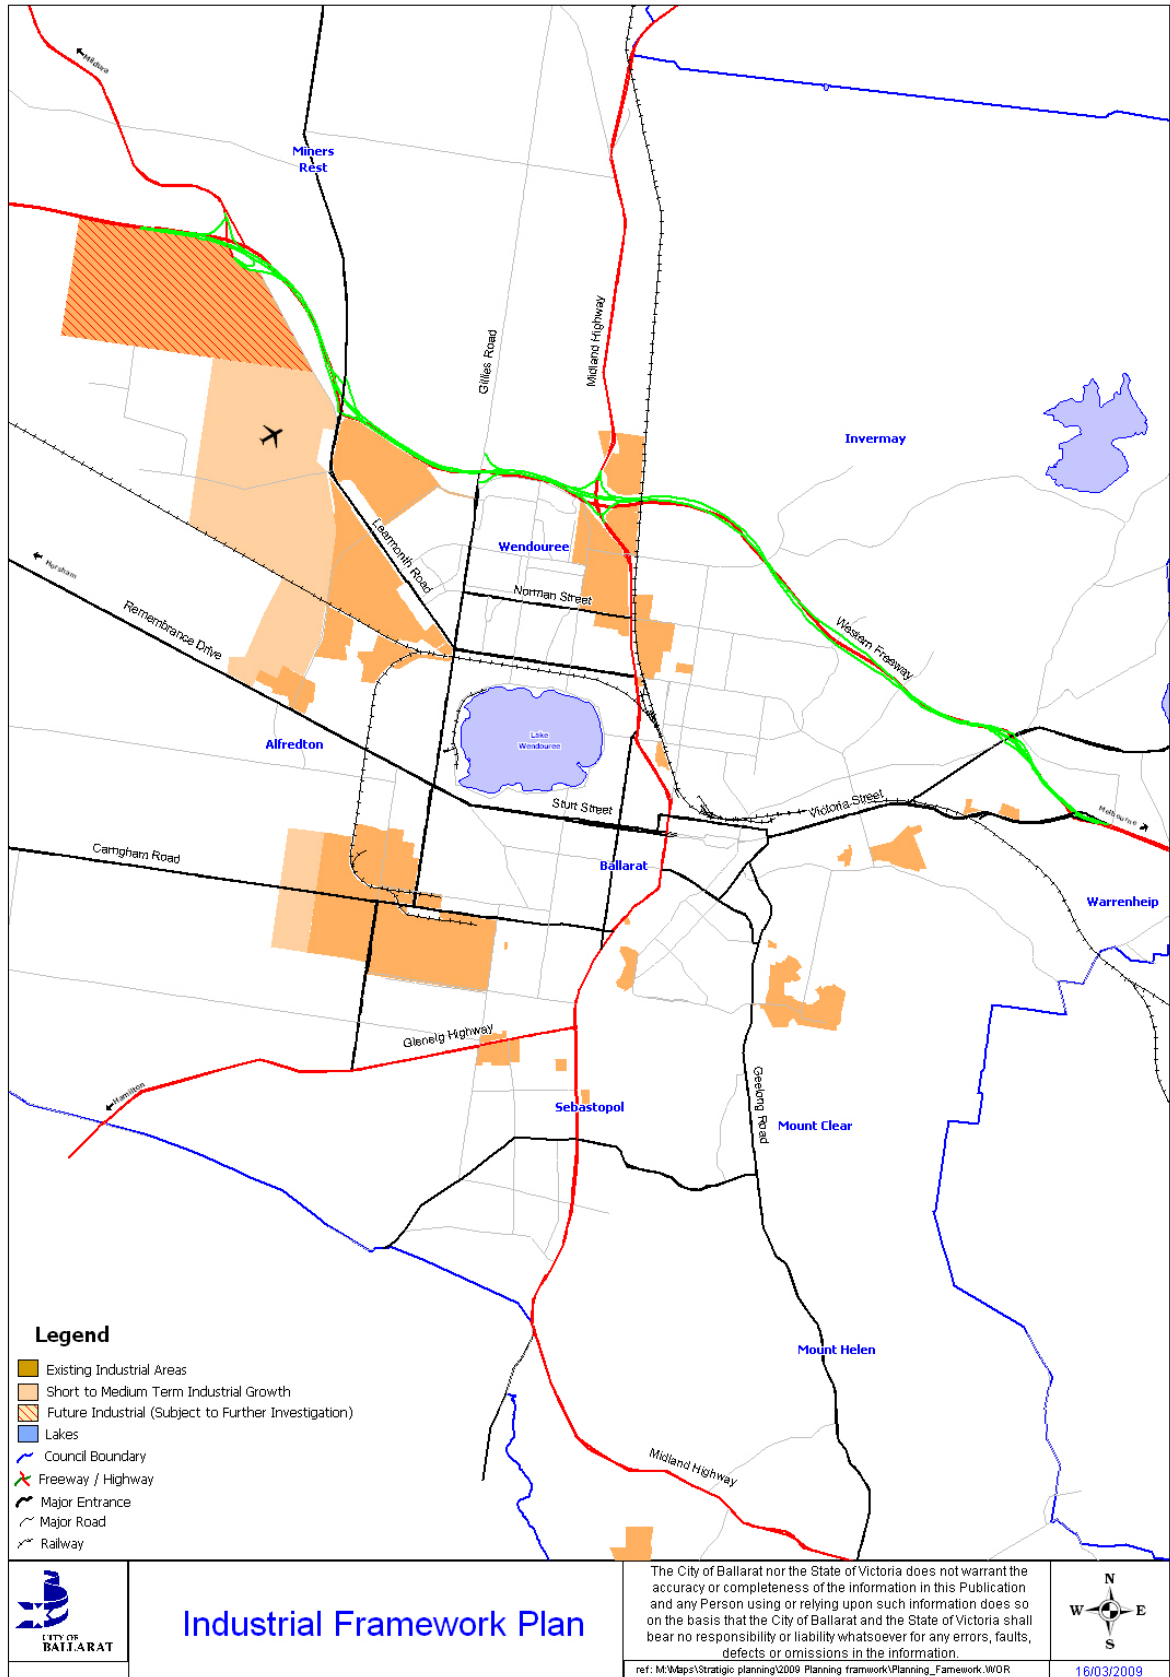 Mildura
Miners
Rest
Gillies Road
Midland Highway
Invermay
Wendouree
Learmonth Road
Norman Street
Horsham
Remembrance Drive
Western Freeway
Alfredton
Lake
Wendouree
Sturt Street
Victoria Street
Melbourne
Carngham Road
Ballarat
Warrenheip
Glenelg Highway
Hamilton
Sebastopol
Geelong Road
Mount Clear
Mount Helen
Midland Highway
Legend
Existing Industrial Areas
Short to Medium Term Industrial Growth
Future Industrial (Subject to Further Investigation)
Lakes
Council Boundary
Freeway / Highway
Major Entrance
Major Road
Railway
CITY OF
BALLARAT
Industrial Framework Plan
The City of Ballarat nor the State of Victoria does not warrant the
accuracy or completeness of the information in this Publication
and any Person using or relying upon such information does so
on the basis that the City of Ballarat and the State of Victoria shall
bear no responsibility or liability whatsoever for any errors, faults,
defects or omissions in the information.
ref: M:\Maps\Stratigic planning\2009 Planning framwork\Planning_Famework.WOR
N
W E
S
16/03/2009